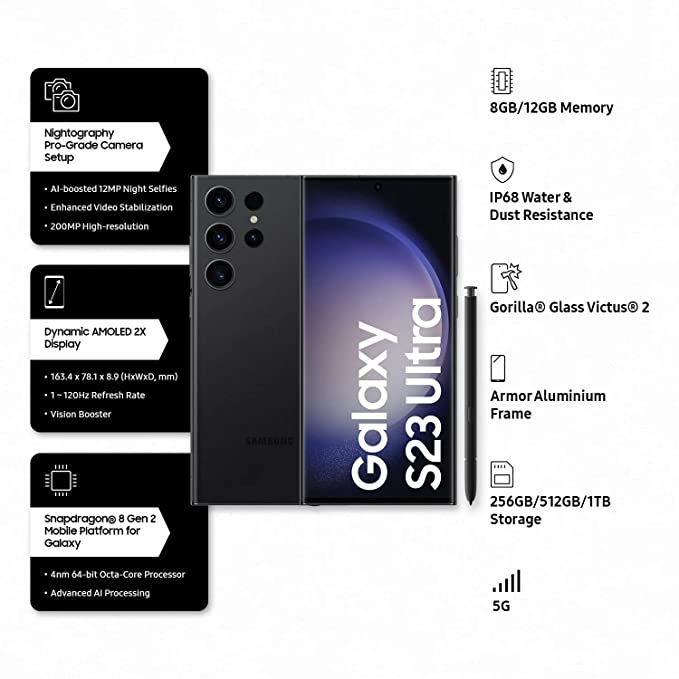 Nightography
Pro-Grade Camera
Setup
• AI-boosted 12MP Night Selfies
• Enhanced Video Stabilization
• 200MP High-resolution
Dynamic AMOLED 2X
Display
• 163.4 x 78.1 x 8.9 (HxWxD, mm)
• 1 ~ 120Hz Refresh Rate
• Vision Booster
Snapdragon® 8 Gen 2
Mobile Platform for
Galaxy
• 4nm 64-bit Octa-Core Processor
• Advanced AI Processing
SAMSUNG
Galaxy
S23 Ultra
8GB/12GB Memory
IP68 Water &
Dust Resistance
Gorilla® Glass Victus® 2
Armor Aluminium
Frame
256GB/512GB/1TB
Storage
5G